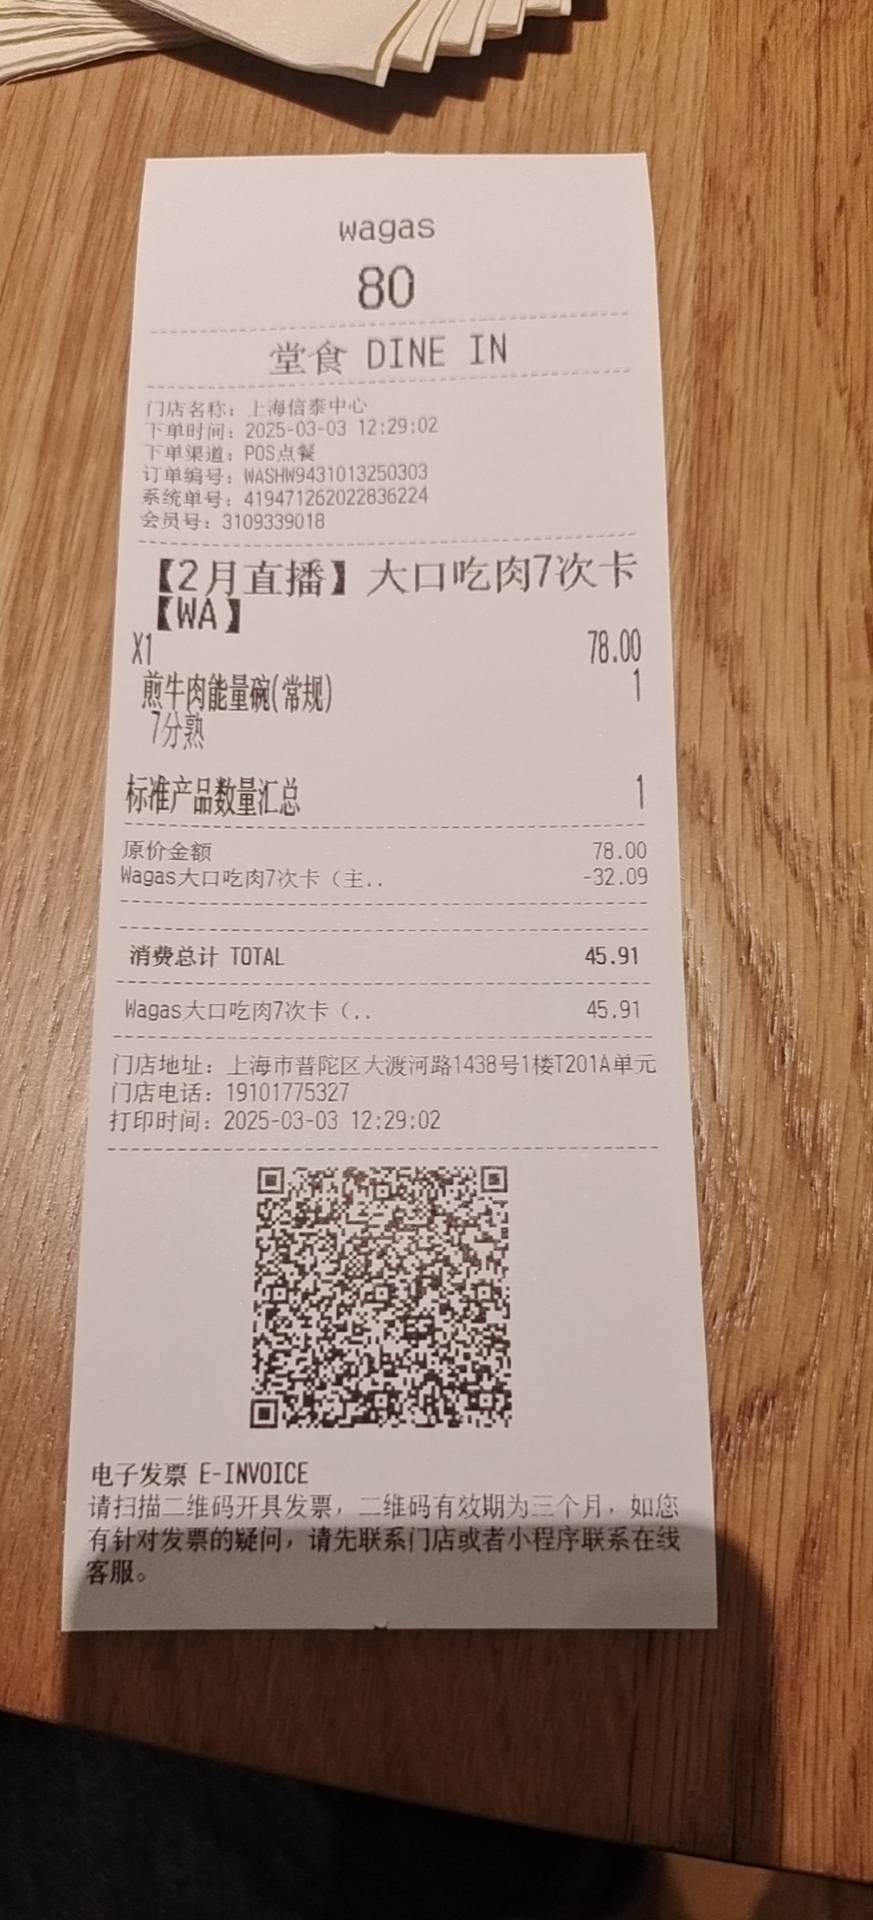 wagas
80
堂食 DINE IN
门店名称：上海信泰中心
下单时间：2025-03-03 12:29:02
下单渠道：POS点餐
订单编号：WASHW9431013250303
系统单号：419471262022836224
会员号：3109339018
【2月直播】大口吃肉7次卡
【WA】
X1 78.00
煎牛肉能量碗(常规) 1
7分熟
标准产品数量汇总 1
原价金额 78.00
Wagas大口吃肉7次卡（主.. -32.09
消费总计 TOTAL 45.91
Wagas大口吃肉7次卡（.. 45.91
门店地址：上海市普陀区大渡河路1438号1楼T201A单元
门店电话：19101775327
打印时间：2025-03-03 12:29:02
电子发票 E-INVOICE
请扫描二维码开具发票，二维码有效期为三个月，如您
有针对发票的疑问，请先联系门店或者小程序联系在线
客服。